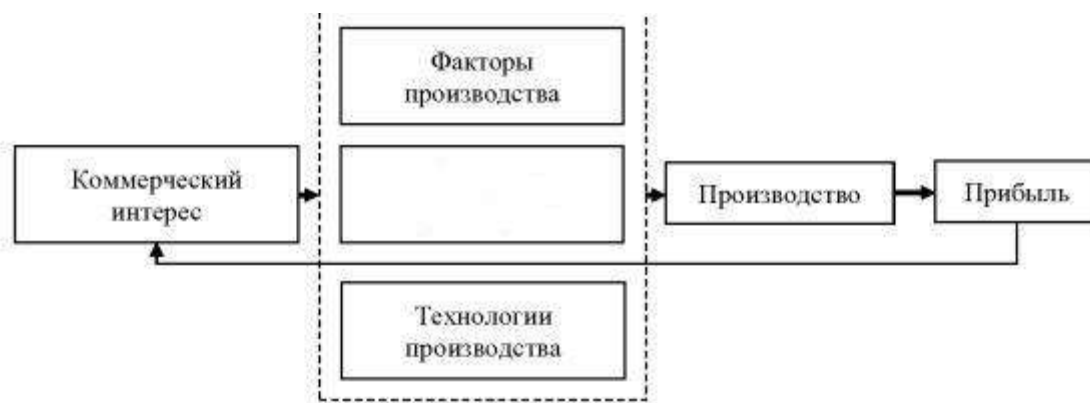 Факторы
производства
Коммерческий
интерес
Производство
Прибыль
Технологии
производства